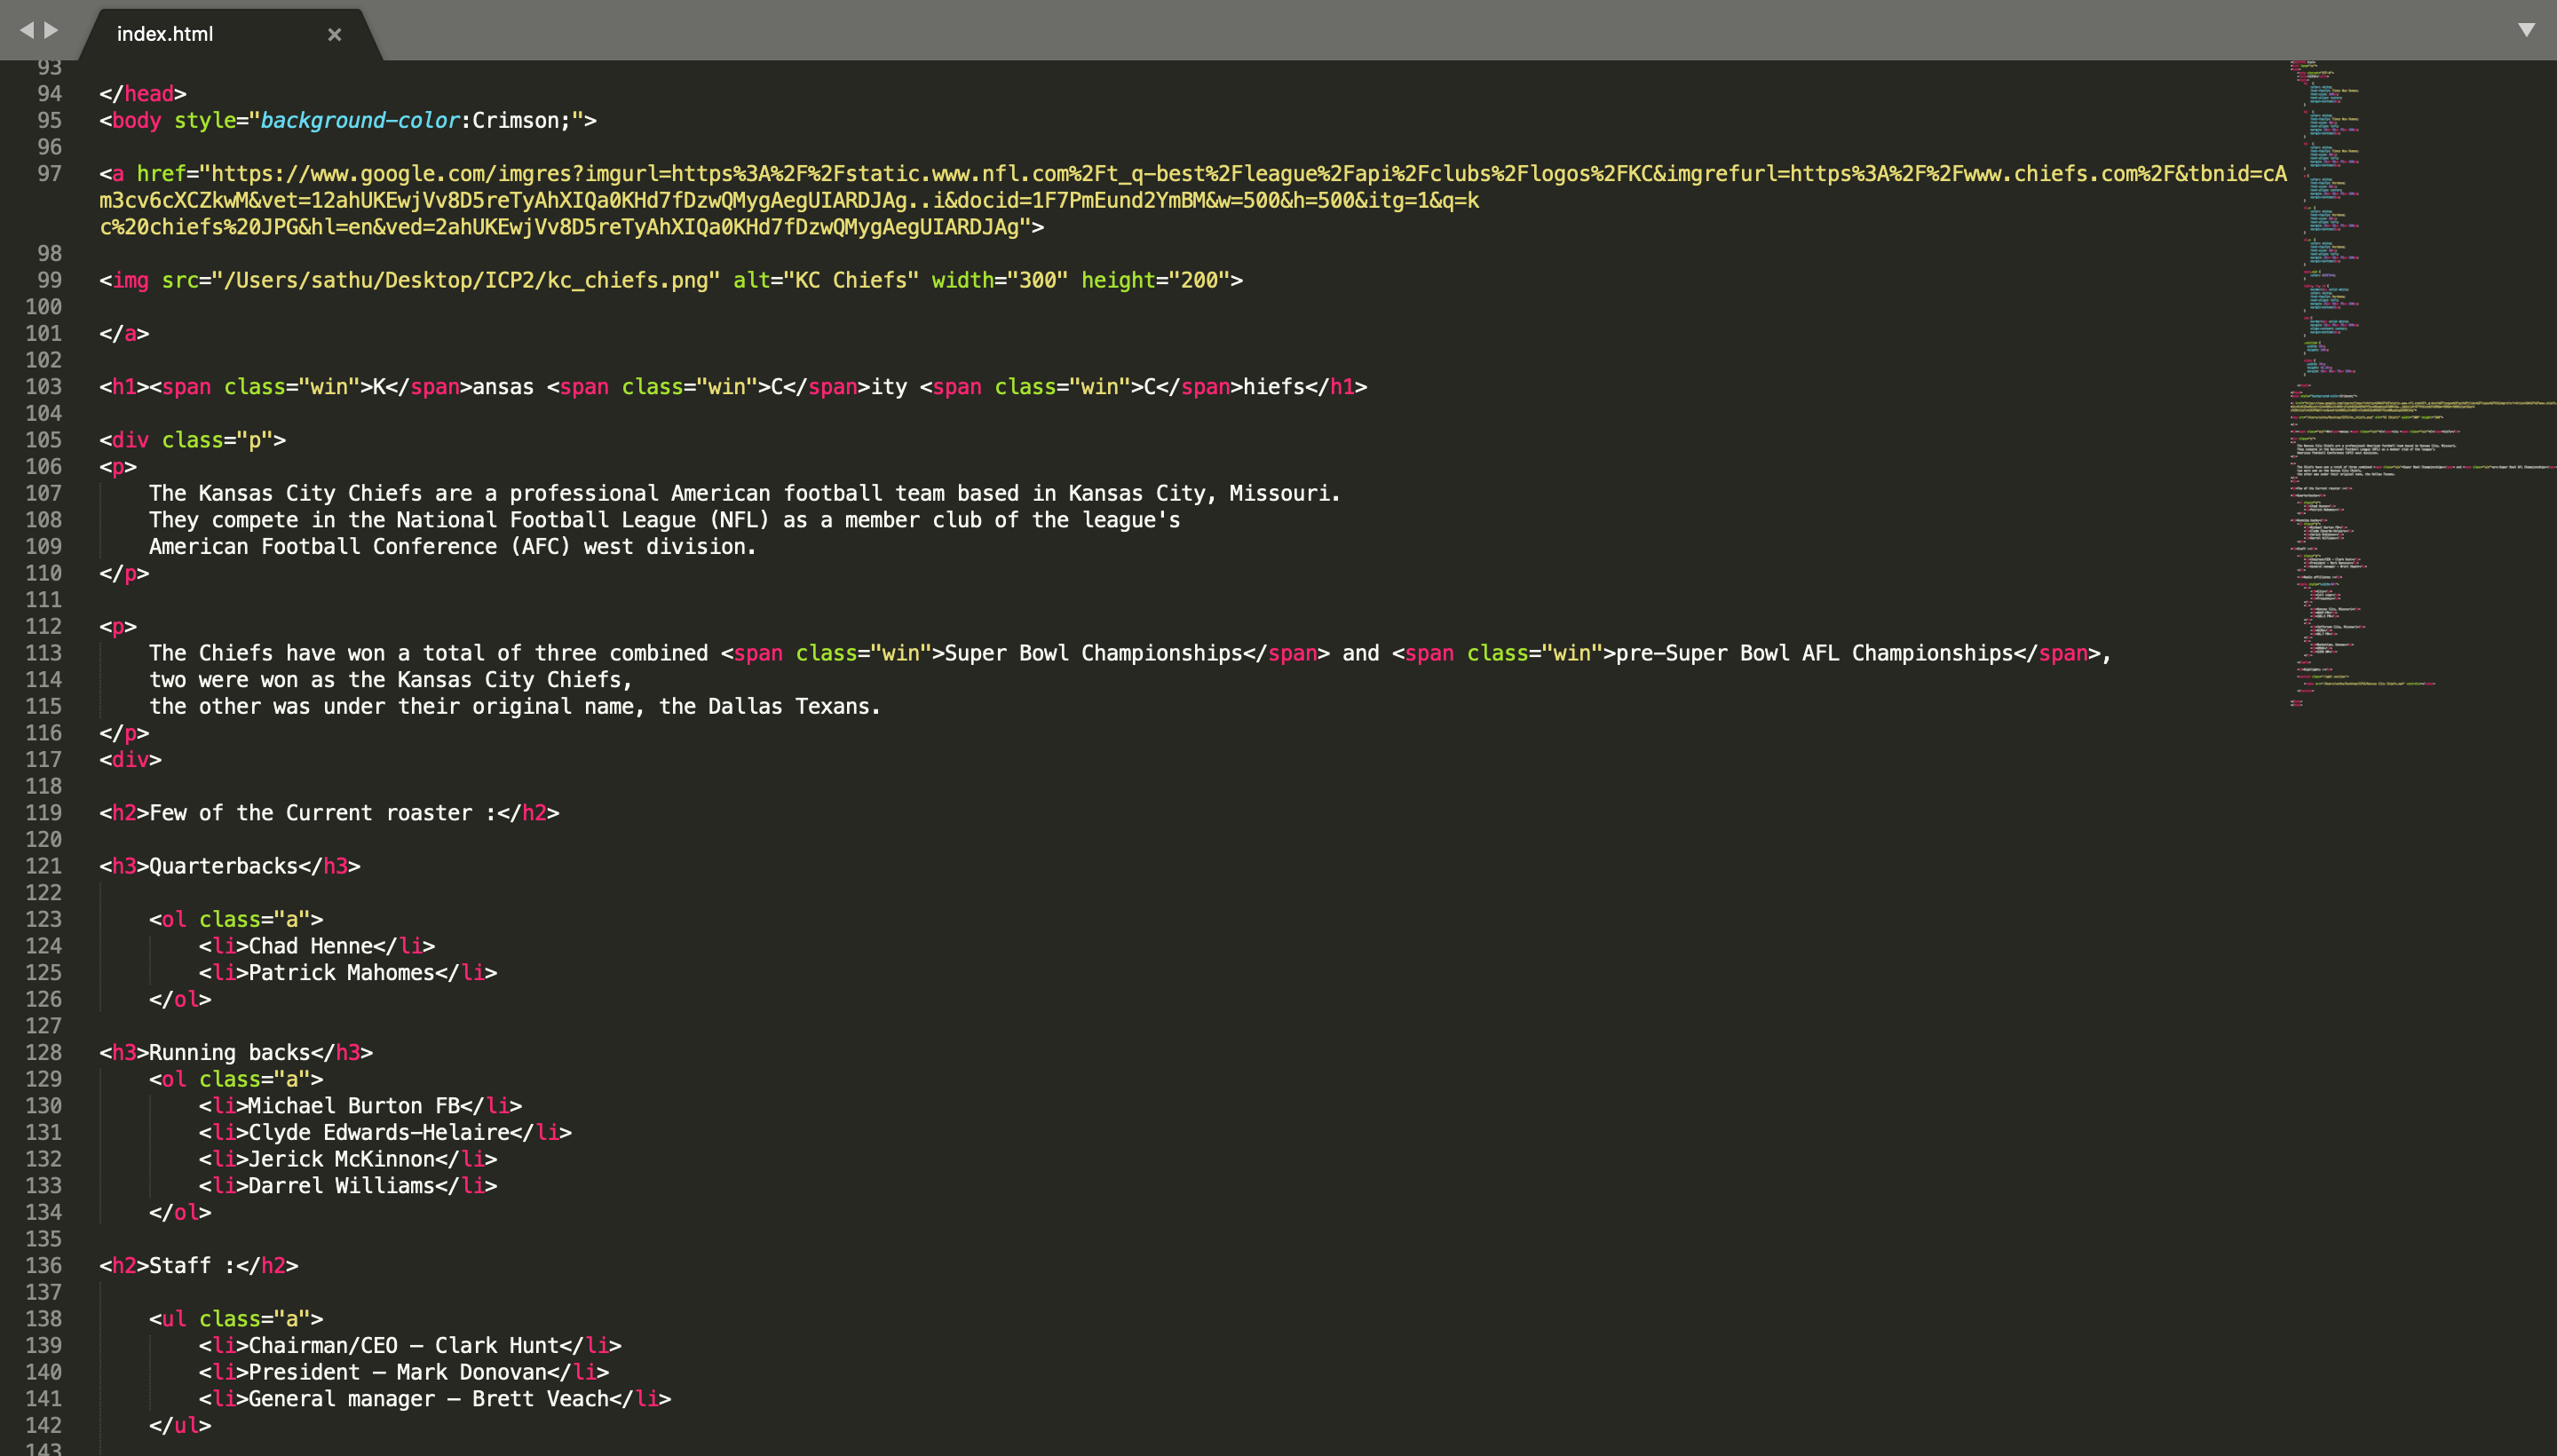 index.html
93
94 </head>
95 <body style="background-color:Crimson;">
96
97 <a href="https://www.google.com/imgres?imgurl=https%3A%2F%2Fstatic.www.nfl.com%2Ft_q-best%2Fleague%2Fapi%2Fclubs%2Flogos%2FKC&imgrefurl=https%3A%2F%2Fwww.chiefs.com%2F&tbnid=cA
m3cv6cXCZkwM&vet=12ahUKEwjVv8D5reTyAhXIQa0KHd7fDzwQMygAegUIARDJAg..i&docid=1F7PmEund2YmBM&w=500&h=500&itg=1&q=k
c%20chiefs%20JPG&hl=en&ved=2ahUKEwjVv8D5reTyAhXIQa0KHd7fDzwQMygAegUIARDJAg">
98
99 <img src="/Users/sathu/Desktop/ICP2/kc_chiefs.png" alt="KC Chiefs" width="300" height="200">
100
101 </a>
102
103 <h1><span class="win">K</span>ansas <span class="win">C</span>ity <span class="win">C</span>hiefs</h1>
104
105 <div class="p">
106 <p>
107 The Kansas City Chiefs are a professional American football team based in Kansas City, Missouri.
108 They compete in the National Football League (NFL) as a member club of the league's
109 American Football Conference (AFC) west division.
110 </p>
111
112 <p>
113 The Chiefs have won a total of three combined <span class="win">Super Bowl Championships</span> and <span class="win">pre-Super Bowl AFL Championships</span>,
114 two were won as the Kansas City Chiefs,
115 the other was under their original name, the Dallas Texans.
116 </p>
117 <div>
118
119 <h2>Few of the Current roaster :</h2>
120
121 <h3>Quarterbacks</h3>
122
123 <ol class="a">
124 <li>Chad Henne</li>
125 <li>Patrick Mahomes</li>
126 </ol>
127
128 <h3>Running backs</h3>
129 <ol class="a">
130 <li>Michael Burton FB</li>
131 <li>Clyde Edwards-Helaire</li>
132 <li>Jerick McKinnon</li>
133 <li>Darrel Williams</li>
134 </ol>
135
136 <h2>Staff :</h2>
137
138 <ul class="a">
139 <li>Chairman/CEO – Clark Hunt</li>
140 <li>President – Mark Donovan</li>
141 <li>General manager – Brett Veach</li>
142 </ul>
143